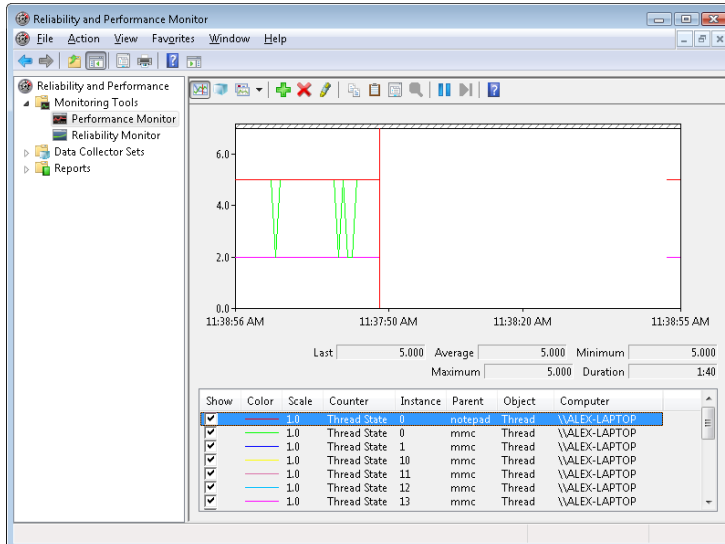 Reliability and Performance Monitor
File Action View Favorites Window Help
Reliability and Performance
Monitoring Tools
Performance Monitor
Reliability Monitor
Data Collector Sets
Reports
6.0
4.0
2.0
0.0
11:38:56 AM 11:37:50 AM 11:38:20 AM 11:38:55 AM
Last 5.000 Average 5.000 Minimum 5.000
Maximum 5.000 Duration 1:40
Show Color Scale Counter Instance Parent Object Computer
1.0 Thread State 0 notepad Thread \\ALEX-LAPTOP
1.0 Thread State 0 mmc Thread \\ALEX-LAPTOP
1.0 Thread State 1 mmc Thread \\ALEX-LAPTOP
1.0 Thread State 10 mmc Thread \\ALEX-LAPTOP
1.0 Thread State 11 mmc Thread \\ALEX-LAPTOP
1.0 Thread State 12 mmc Thread \\ALEX-LAPTOP
1.0 Thread State 13 mmc Thread \\ALEX-LAPTOP